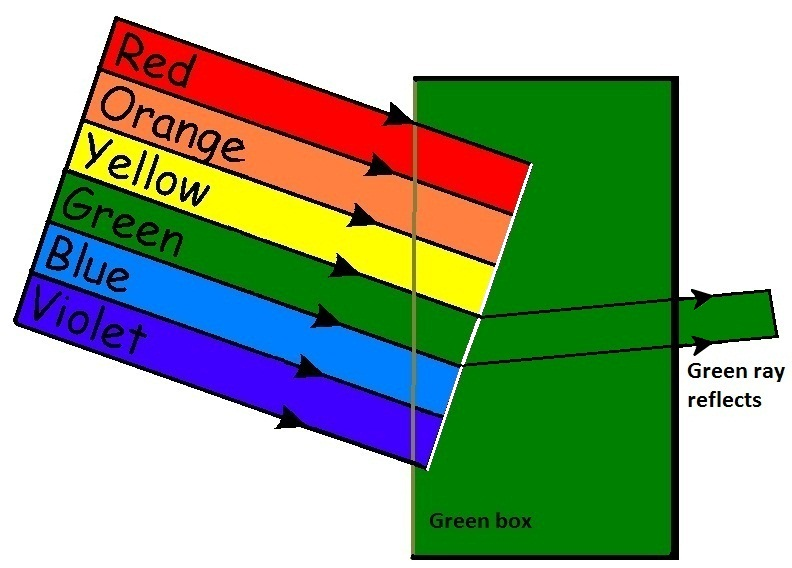 Red
Orange
Yellow
Green
Blue
Violet
Green ray
reflects
Green box